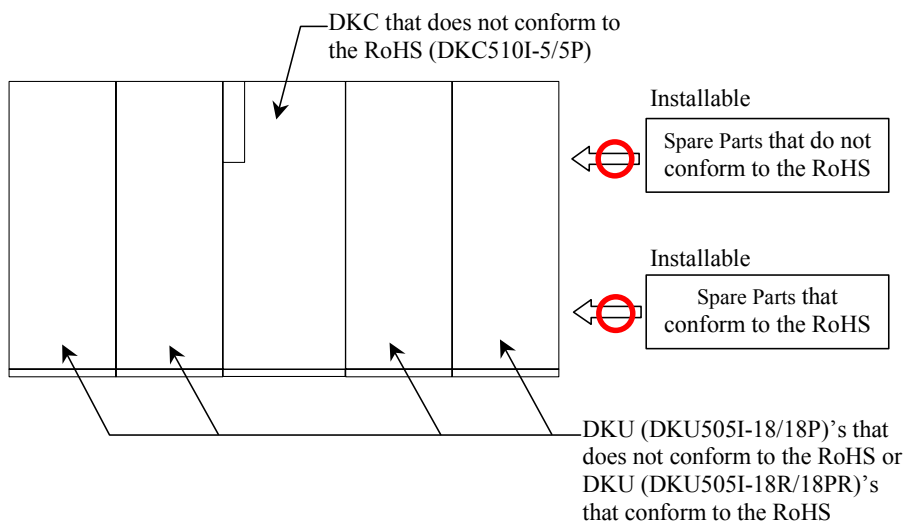 DKC that does not conform to
the RoHS (DKC510I-5/5P)
Installable
Spare Parts that do not
conform to the RoHS
Installable
Spare Parts that
conform to the RoHS
DKU (DKU505I-18/18P)'s that
does not conform to the RoHS or
DKU (DKU505I-18R/18PR)'s
that conform to the RoHS